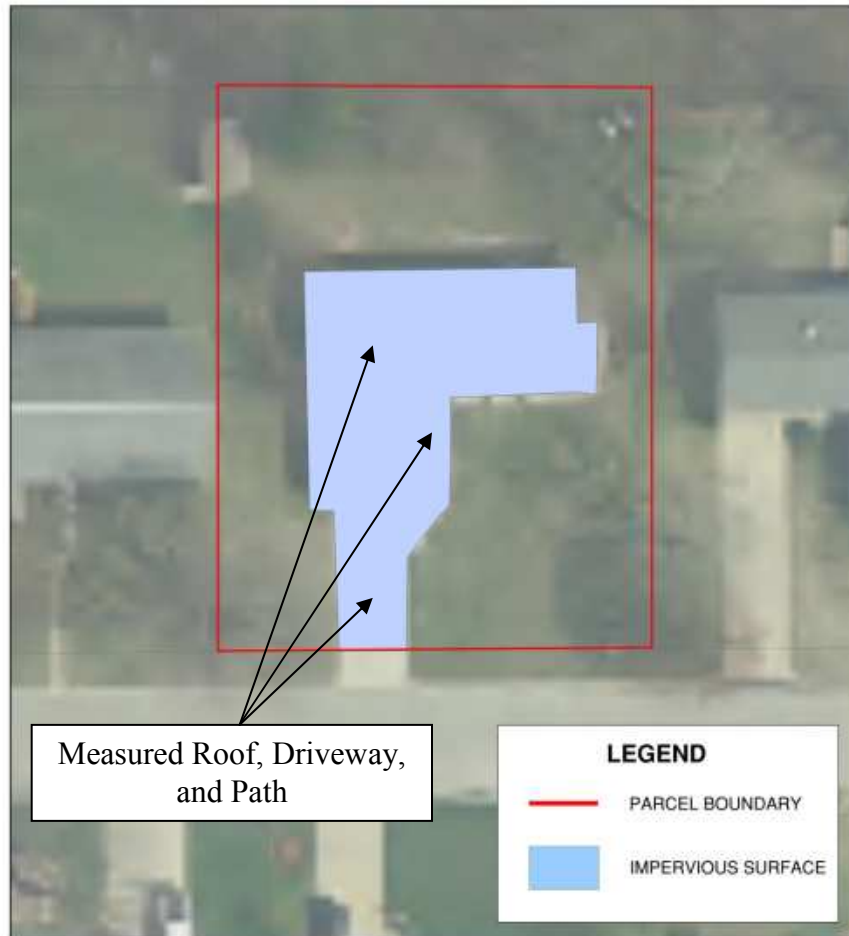 Measured Roof, Driveway,
and Path
LEGEND
PARCEL BOUNDARY
IMPERVIOUS SURFACE